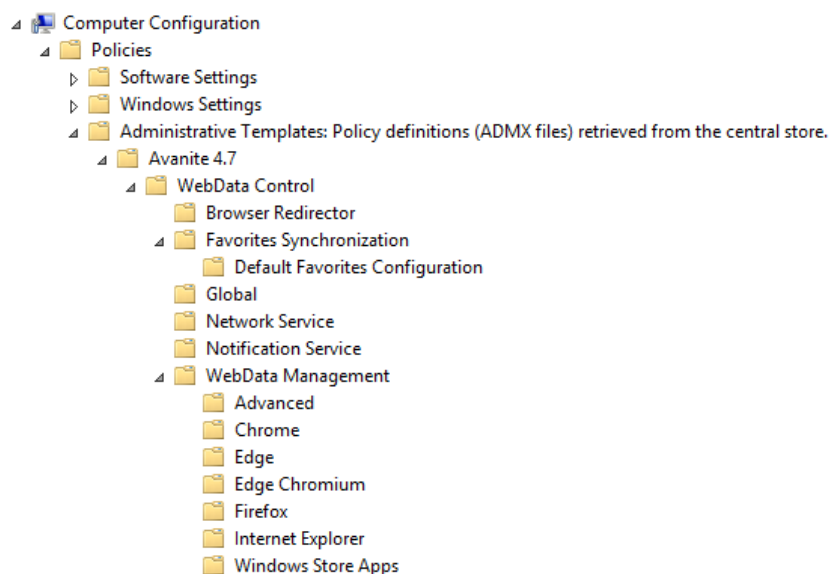 Computer Configuration
Policies
Software Settings
Windows Settings
Administrative Templates: Policy definitions (ADMX files) retrieved from the central store.
Avanite 4.7
WebData Control
Browser Redirector
Favorites Synchronization
Default Favorites Configuration
Global
Network Service
Notification Service
WebData Management
Advanced
Chrome
Edge
Edge Chromium
Firefox
Internet Explorer
Windows Store Apps